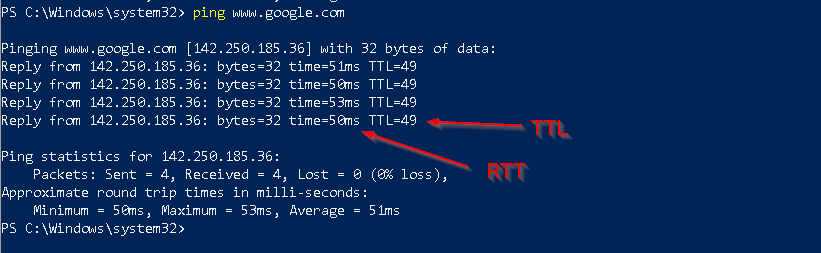 PS C:\Windows\system32> ping www.google.com
Pinging www.google.com [142.250.185.36] with 32 bytes of data:
Reply from 142.250.185.36: bytes=32 time=51ms TTL=49
Reply from 142.250.185.36: bytes=32 time=50ms TTL=49
Reply from 142.250.185.36: bytes=32 time=53ms TTL=49
Reply from 142.250.185.36: bytes=32 time=50ms TTL=49
TTL
Ping statistics for 142.250.185.36:
Packets: Sent = 4, Received = 4, Lost = 0 (0% loss),
RTT
Approximate round trip times in milli-seconds:
Minimum = 50ms, Maximum = 53ms, Average = 51ms
PS C:\Windows\system32>